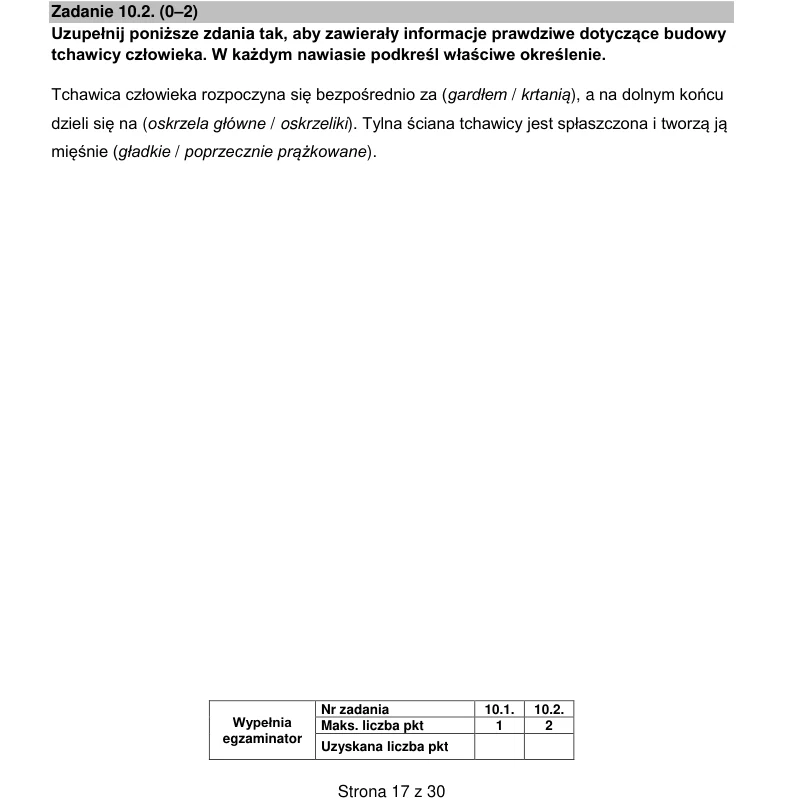 Zadanie 10.2. (0–2)
Uzupełnij poniższe zdania tak, aby zawierały informacje prawdziwe dotyczące budowy
tchawicy człowieka. W każdym nawiasie podkreśl właściwe określenie.
Tchawica człowieka rozpoczyna się bezpośrednio za (gardłem / krtanią), a na dolnym końcu
dzieli się na (oskrzela główne / oskrzeliki). Tylna ściana tchawicy jest spłaszczona i tworzą ją
mięśnie (gładkie / poprzecznie prążkowane).
Wypełnia
egzaminator
Nr zadania 10.1. 10.2.
Maks. liczba pkt 1 2
Uzyskana liczba pkt
Strona 17 z 30